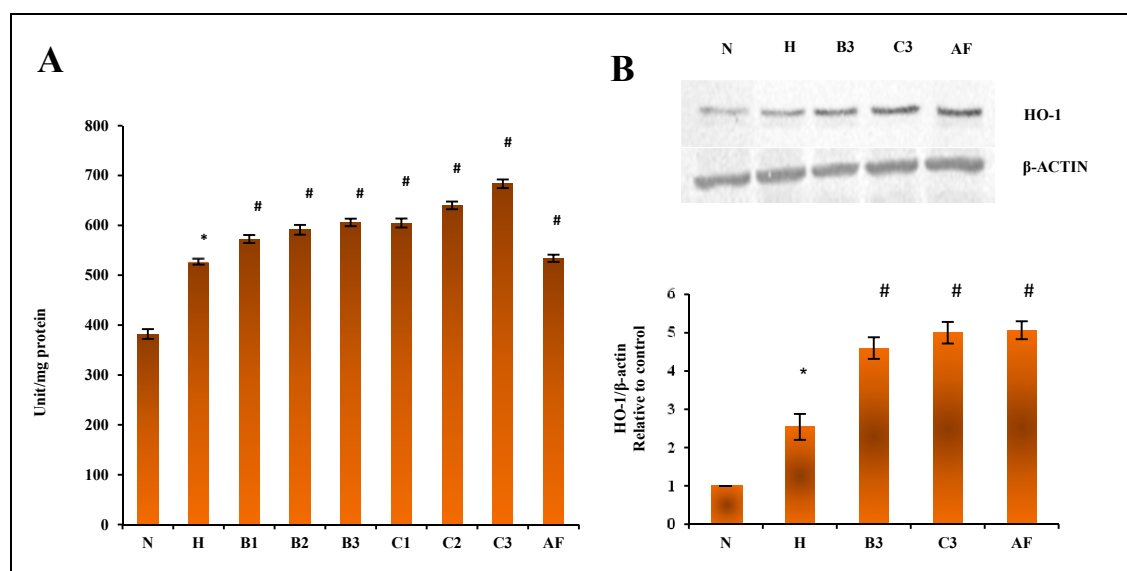 A
800
700
600
500
400
300
200
100
0
Unit/mg protein
*
#
#
#
#
#
#
#
N H B1 B2 B3 C1 C2 C3 AF
B
N H B3 C3 AF
HO-1
β-ACTIN
6
5
4
3
2
1
0
HO-1/β-actin
Relative to control
*
#
#
#
N H B3 C3 AF